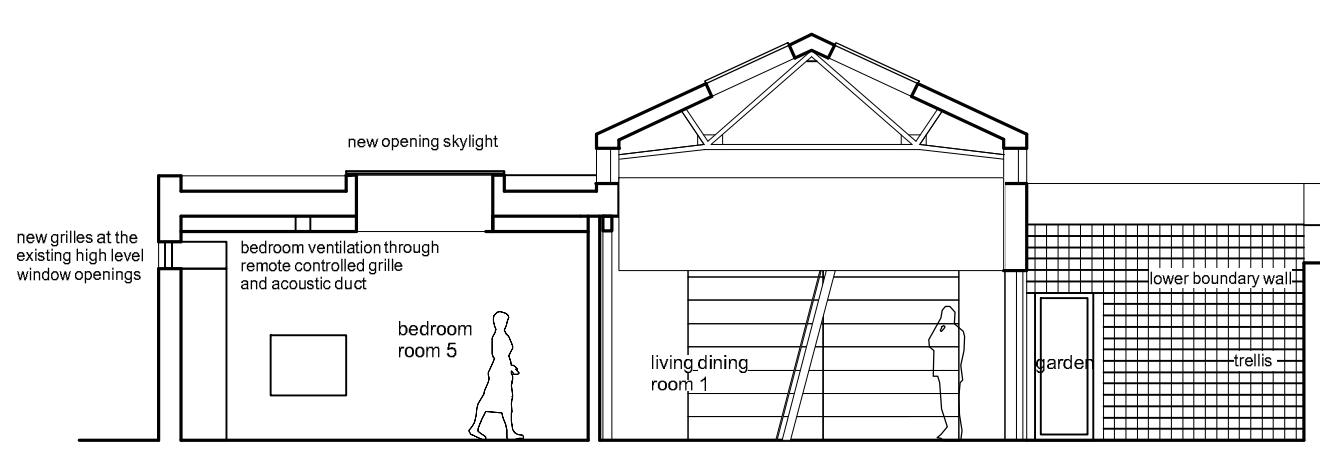 new opening skylight
new grilles at the
existing high level
window openings
bedroom ventilation through
remote controlled grille
and acoustic duct
bedroom
room 5
living dining
room 1
garden
lower boundary wall
trellis